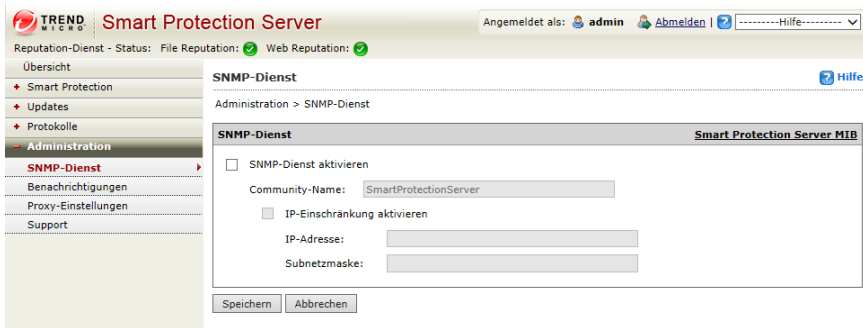 TREND MICRO Smart Protection Server
Angemeldet als: admin Abmelden | ---------Hilfe---------
Reputation-Dienst - Status: File Reputation: Web Reputation:
Übersicht
+ Smart Protection
+ Updates
+ Protokolle
− Administration
SNMP-Dienst
Benachrichtigungen
Proxy-Einstellungen
Support
SNMP-Dienst
? Hilfe
Administration > SNMP-Dienst
SNMP-Dienst Smart Protection Server MIB
SNMP-Dienst aktivieren
Community-Name: SmartProtectionServer
IP-Einschränkung aktivieren
IP-Adresse:
Subnetzmaske:
Speichern Abbrechen